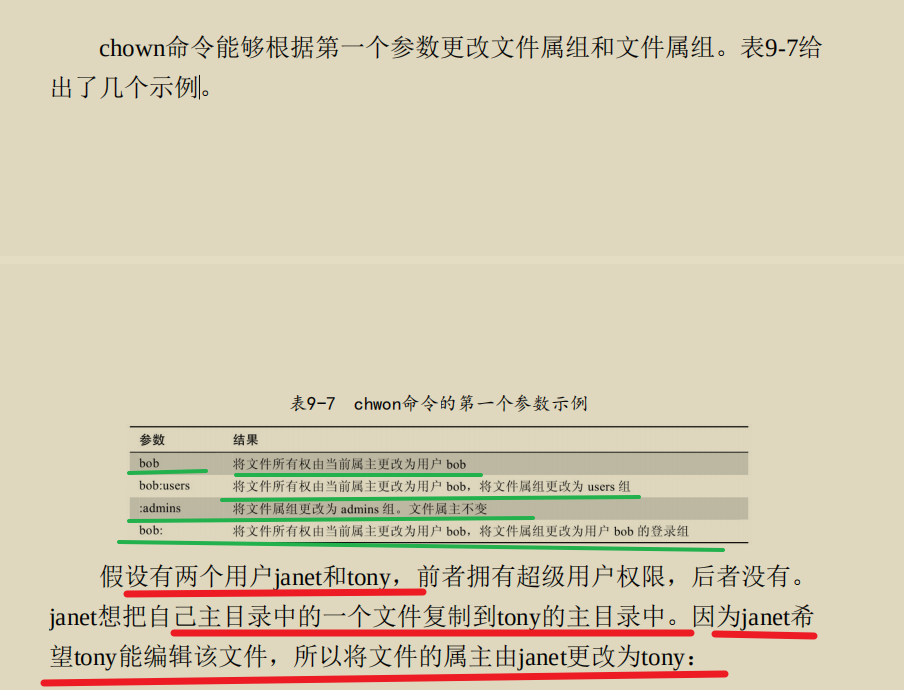 chown命令能够根据第一个参数更改文件属组和文件属组。表9-7给
出了几个示例。
表9-7 chwon命令的第一个参数示例
参数 结果
bob 将文件所有权由当前属主更改为用户 bob
bob:users 将文件所有权由当前属主更改为用户 bob，将文件属组更改为 users 组
:admins 将文件属组更改为 admins 组。文件属主不变
bob: 将文件所有权由当前属主更改为用户 bob，将文件属组更改为用户 bob 的登录组
假设有两个用户janet和tony，前者拥有超级用户权限，后者没有。
janet想把自己主目录中的一个文件复制到tony的主目录中。因为janet希
望tony能编辑该文件，所以将文件的属主由janet更改为tony：